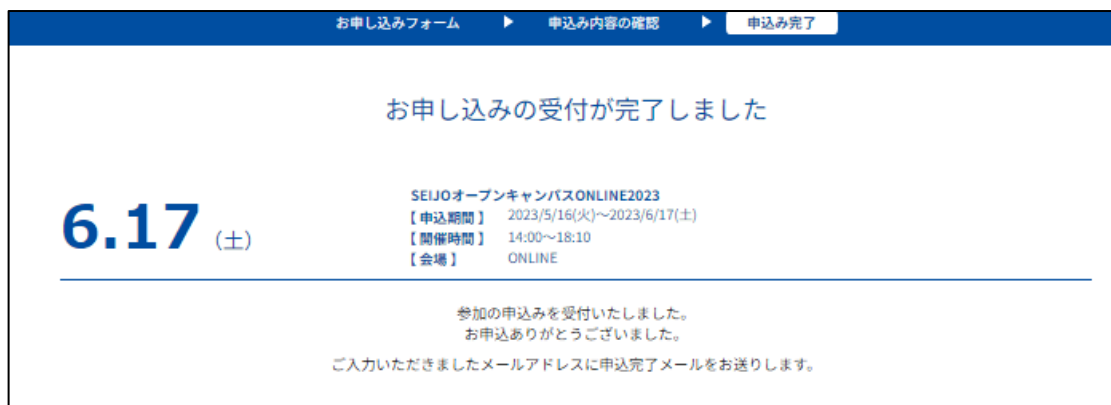 お申し込みフォーム ▶ 申込み内容の確認 ▶ 申込み完了
お申し込みの受付が完了しました
6.17 (土)
SEIJOオープンキャンパスONLINE2023
【申込期間】 2023/5/16(火)～2023/6/17(土)
【開催時間】 14:00～18:10
【会場】 ONLINE
参加の申込みを受付いたしました。
お申込ありがとうございました。
ご入力いただきましたメールアドレスに申込完了メールをお送りします。